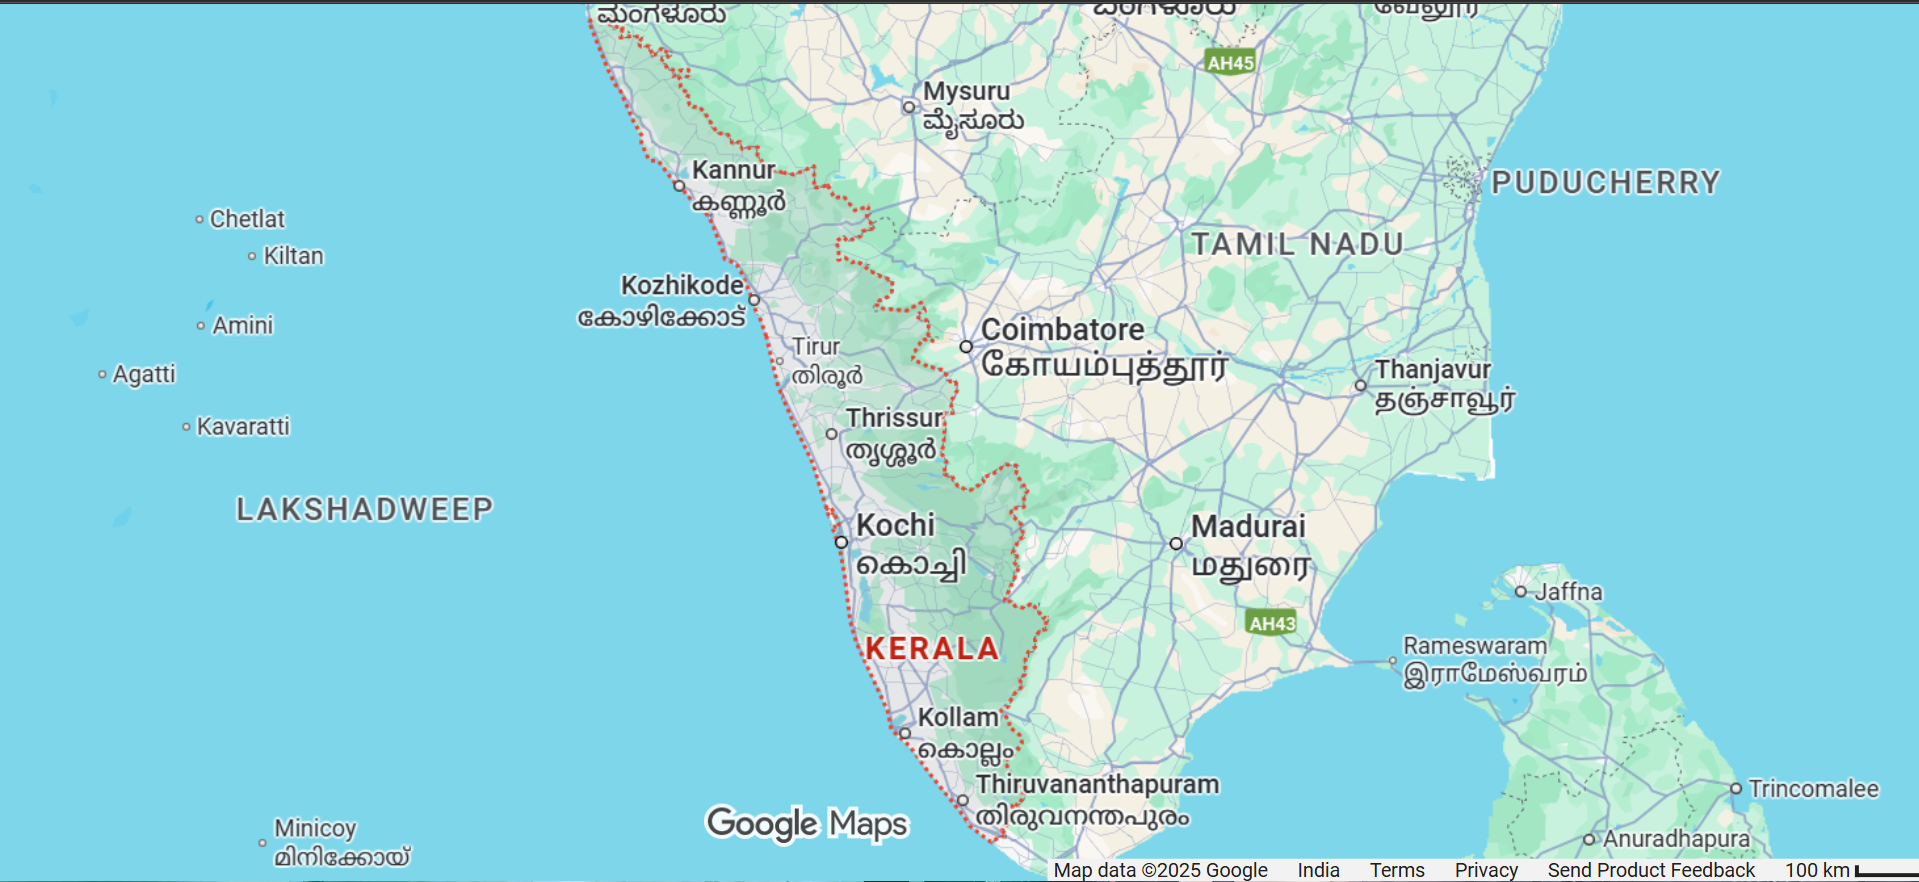 മംഗളൂരു
Mysuru
ಮೈಸೂರು
AH45
Kannur
കണ്ണൂർ
PUDUCHERRY
Chetlat
Kiltan
TAMIL NADU
Kozhikode
കോഴിക്കോട്
Amini
Coimbatore
கோயம்புத்தூர்
Tirur
തിരൂർ
Agatti
Thanjavur
தஞ்சாவூர்
Kavaratti
Thrissur
തൃശ്ശൂർ
LAKSHADWEEP
Kochi
കൊച്ചി
Madurai
மதுரை
Jaffna
AH43
KERALA
Rameswaram
இராமேஸ்வரம்
Kollam
കൊല്ലം
Thiruvananthapuram
തിരുവനന്തപുരം
Trincomalee
Google Maps
Minicoy
മിനിക്കോയ്
Anuradhapura
Map data ©2025 Google India Terms Privacy Send Product Feedback 100 km